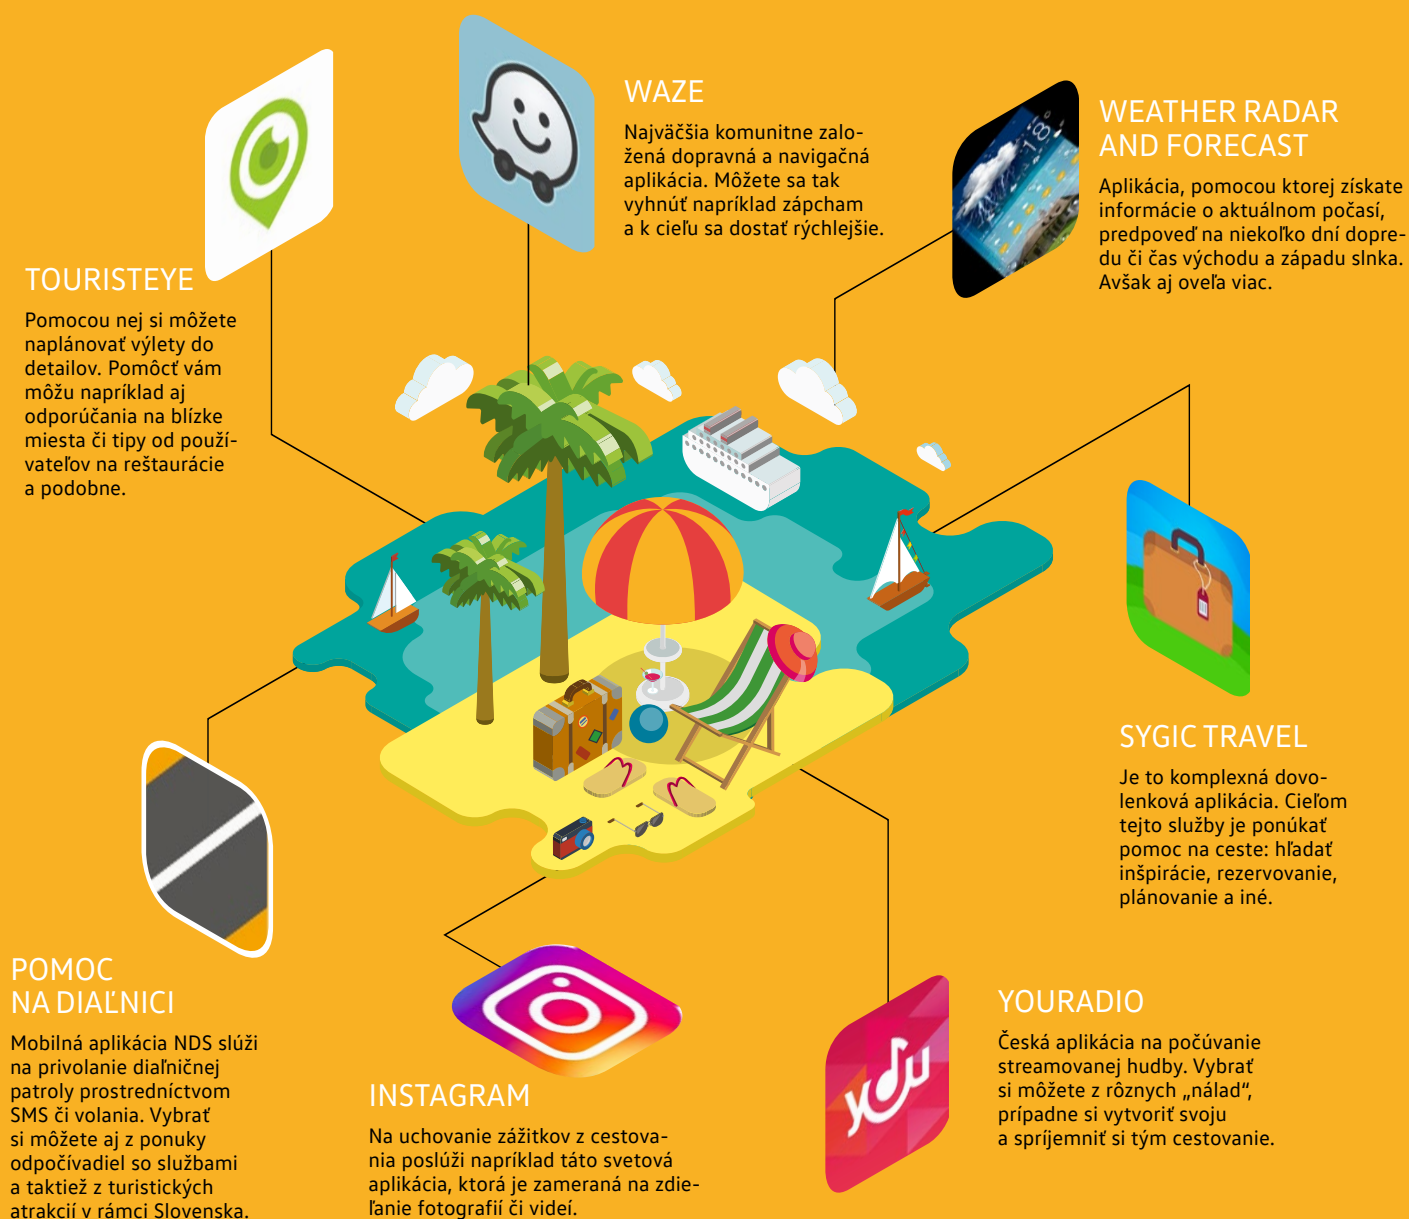 WAZE
Najväčšia komunitne zalo-
žená dopravná a navigačná
aplikácia. Môžete sa tak
vyhnúť napríklad zápcham
a k cieľu sa dostať rýchlejšie.
WEATHER RADAR
AND FORECAST
Aplikácia, pomocou ktorej získate
informácie o aktuálnom počasí,
predpoveď na niekoľko dní dopre-
du či čas východu a západu slnka.
Avšak aj oveľa viac.
TOURISTEYE
Pomocou nej si môžete
naplánovať výlety do
detailov. Pomôcť vám
môžu napríklad aj
odporúčania na blízke
miesta či tipy od použí-
vateľov na reštaurácie
a podobne.
SYGIC TRAVEL
Je to komplexná dovo-
lenková aplikácia. Cieľom
tejto služby je ponúkať
pomoc na ceste: hľadať
inšpirácie, rezervovanie,
plánovanie a iné.
POMOC
NA DIAĽNICI
Mobilná aplikácia NDS slúži
na privolanie diaľničnej
patroly prostredníctvom
SMS či volania. Vybrať
si môžete aj z ponuky
odpočívadiel so službami
a taktiež z turistických
atrakcií v rámci Slovenska.
INSTAGRAM
Na uchovanie zážitkov z cestova-
nia poslúži napríklad táto svetová
aplikácia, ktorá je zameraná na zdie-
ľanie fotografií či videí.
you
YOURADIO
Česká aplikácia na počúvanie
streamovanej hudby. Vybrať
si môžete z rôznych „nálad“,
prípadne si vytvoriť svoju
a spríjemniť si tým cestovanie.